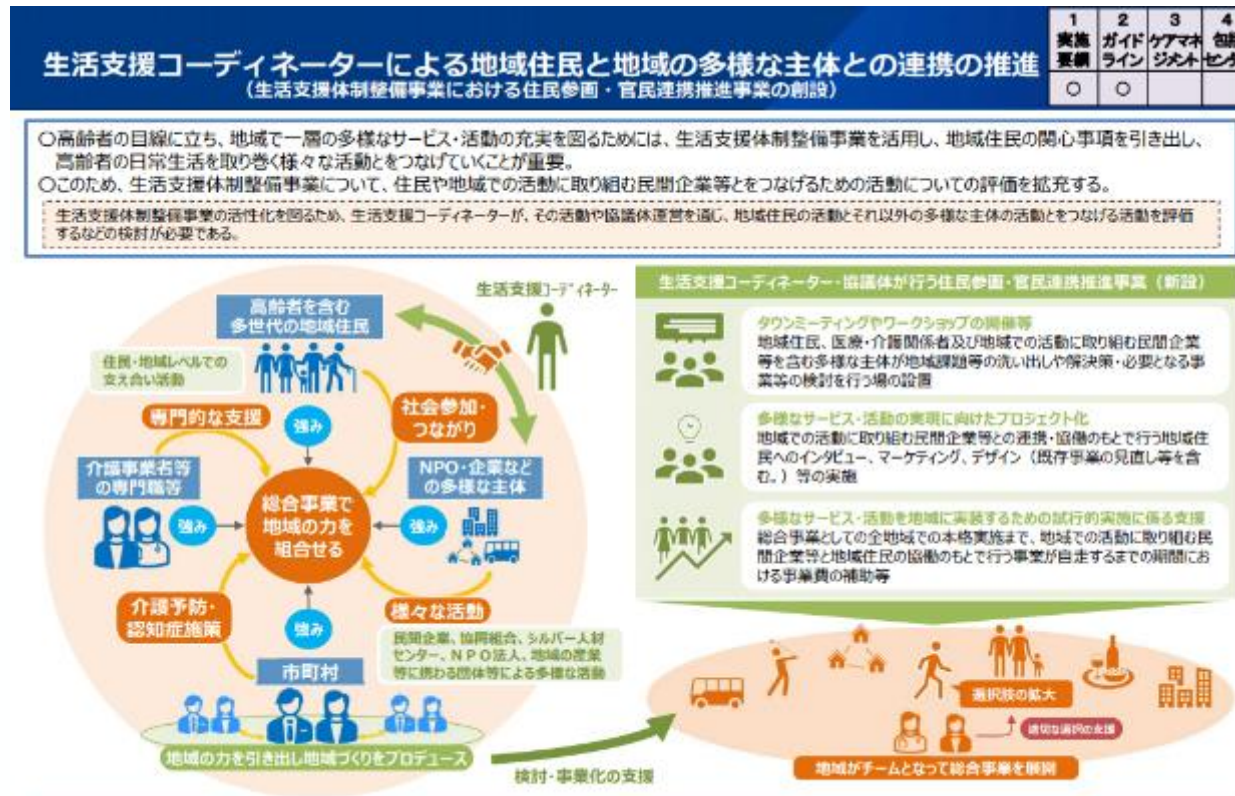 生活支援コーディネーターによる地域住民と地域の多様な主体との連携の推進
(生活支援体制整備事業における住民参画・官民連携推進事業の創設)
1 2 3 4
実施 ガイド ケアマネ 包括
要綱 ライン ジメント センタ
○ ○
○高齢者の目線に立ち、地域で一層の多様なサービス・活動の充実を図るためには、生活支援体制整備事業を活用し、地域住民の関心事項を引き出し、
高齢者の日常生活を取り巻く様々な活動とをつなげていくことが重要。
○このため、生活支援体制整備事業について、住民や地域での活動に取り組む民間企業等とをつなげるための活動についての評価を拡充する。
生活支援体制整備事業の活性化を図るため、生活支援コーディネーターが、その活動や協議体運営を通じ、地域住民の活動とそれ以外の多様な主体の活動とをつなげる活動を評価
するなどの検討が必要である。
生活支援コーディネーター
高齢者を含む
多世代の地域住民
住民・地域レベルでの
支え合い活動
専門的な支援
強み
社会参加・
つながり
介護事業者等
の専門職等
強み
総合事業で
地域の力を
組合せる
強み
NPO・企業など
の多様な主体
介護予防・
認知症施策
強み
様々な活動
民間企業、協同組合、シルバー人材
センター、NPO法人、地域の産業
等に携わる団体等による多様な活動
市町村
地域の力を引き出し地域づくりをプロデュース
検討・事業化の支援
生活支援コーディネーター・協議体が行う住民参画・官民連携推進事業（新設）
タウンミーティングやワークショップの開催等
地域住民、医療・介護関係者及び地域での活動に取り組む民間企業
等を含む多様な主体が地域課題等の洗い出しや解決策・必要となる事
業等の検討を行う場の設置
多様なサービス・活動の実現に向けたプロジェクト化
地域での活動に取り組む民間企業等との連携・協働のもとで行う地域住
民へのインタビュー、マーケティング、デザイン（既存事業の見直し等を含
む。）等の実施
多様なサービス・活動を地域に実装するための試行的実施に係る支援
総合事業としての全地域での本格実施まで、地域での活動に取り組む民
間企業等と地域住民の協働のもとで行う事業が自走するまでの期間にお
ける事業費の補助等
選択肢の拡大
適切な選択の支援
地域がチームとなって総合事業を展開